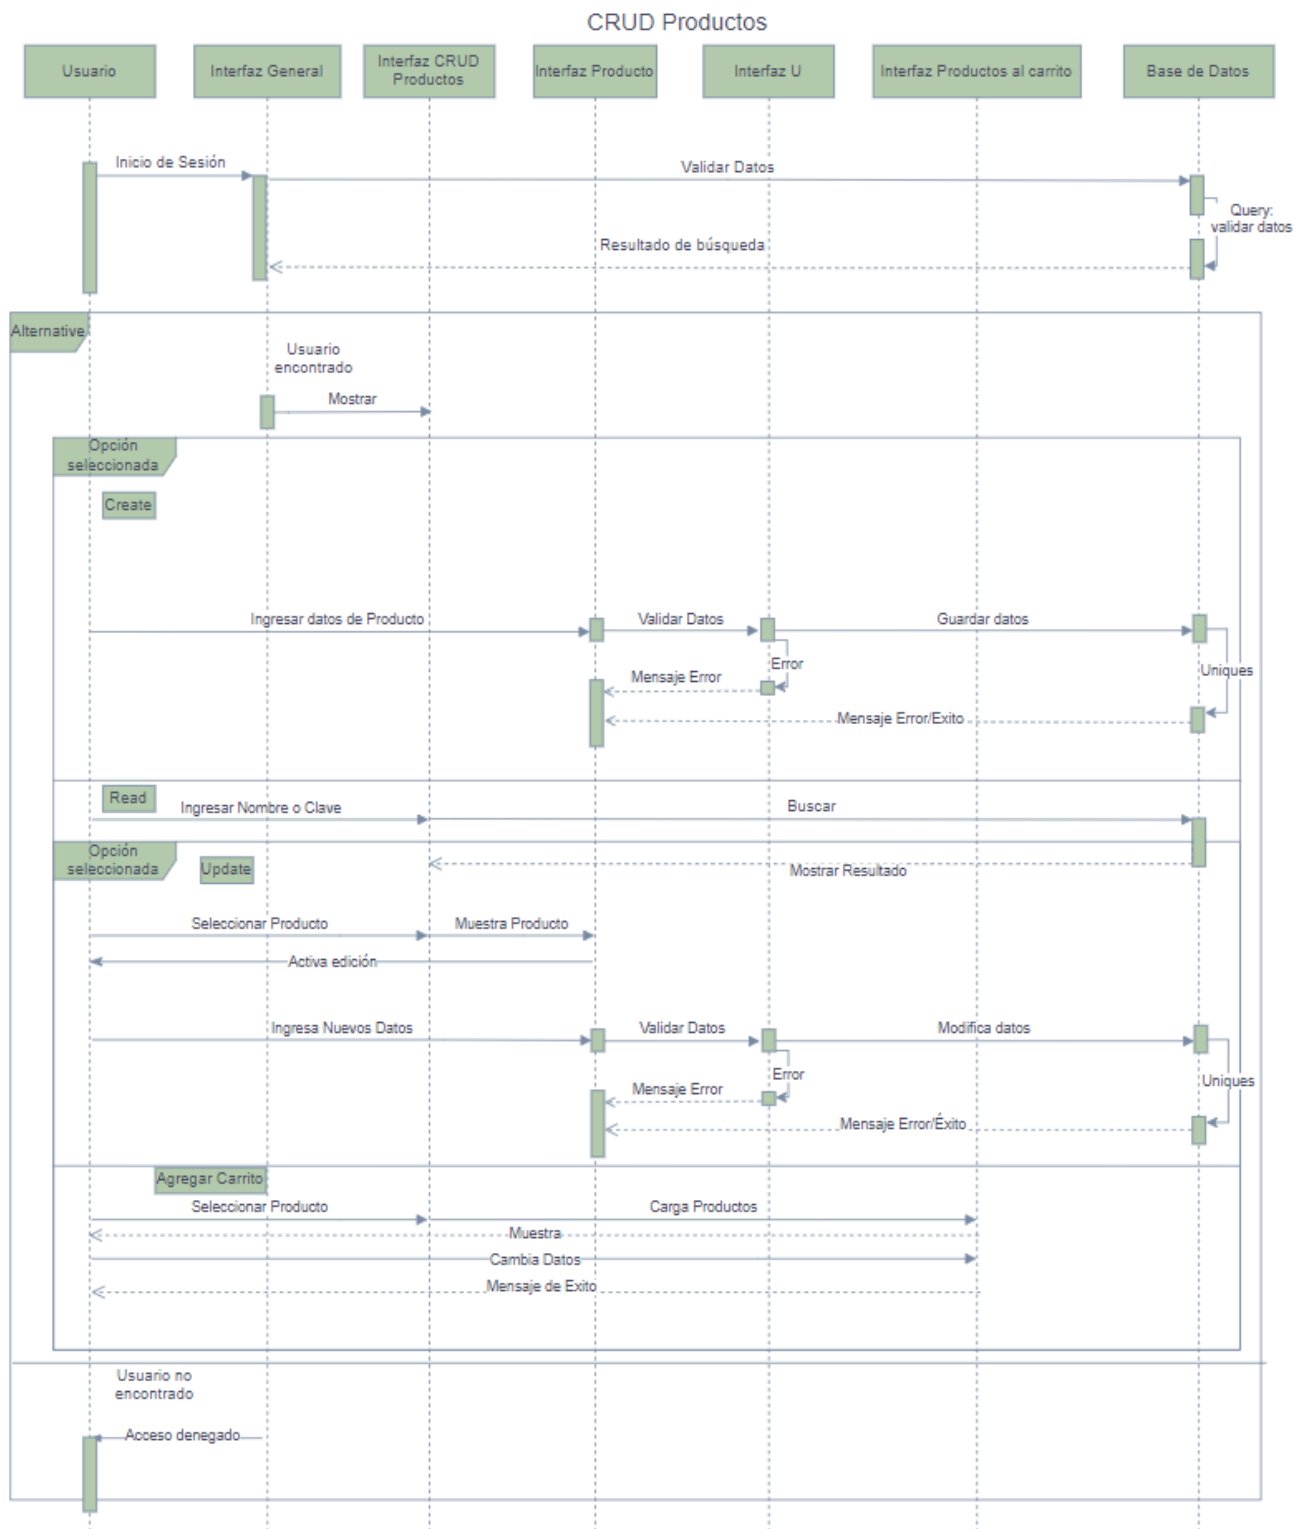 CRUD Productos
Usuario
Interfaz General
Interfaz CRUD
Productos
Interfaz Producto
Interfaz U
Interfaz Productos al carrito
Base de Datos
Inicio de Sesión
Validar Datos
Query:
validar datos
Resultado de búsqueda
Alternative
Usuario
encontrado
Mostrar
Opción
seleccionada
Create
Ingresar datos de Producto
Validar Datos
Guardar datos
Error
Uniques
Mensaje Error
Mensaje Error/Exito
Read
Ingresar Nombre o Clave
Buscar
Opción
seleccionada
Update
Mostrar Resultado
Seleccionar Producto
Muestra Producto
Activa edición
Ingresa Nuevos Datos
Validar Datos
Modifica datos
Error
Uniques
Mensaje Error
Mensaje Error/Éxito
Agregar Carrito
Seleccionar Producto
Carga Productos
Muestra
Cambia Datos
Mensaje de Exito
Usuario no
encontrado
Acceso denegado